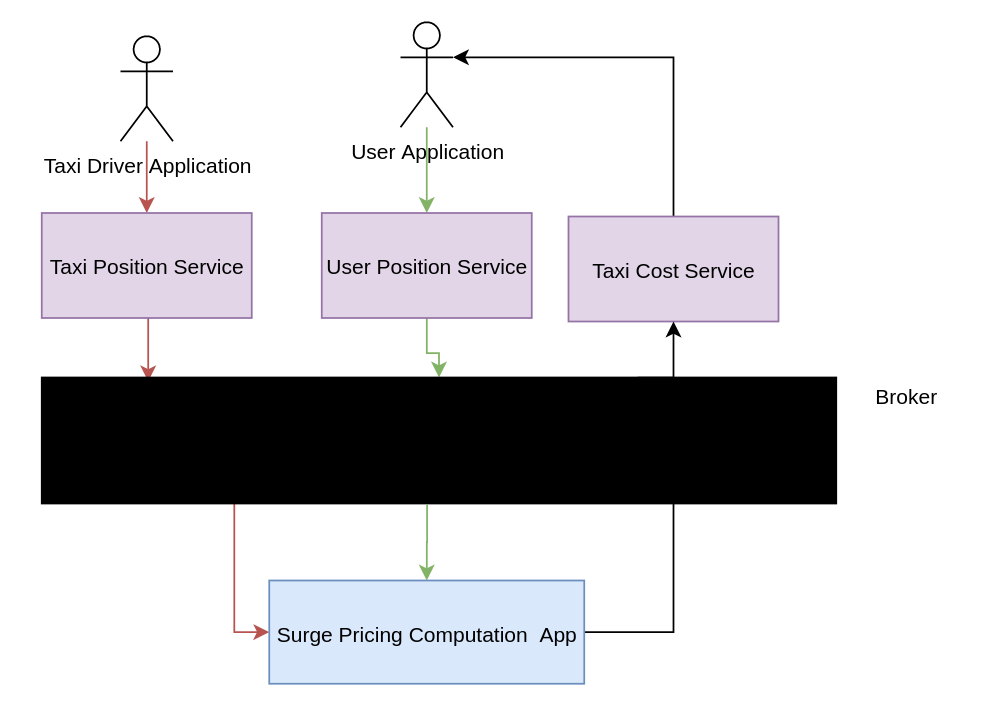 Taxi Driver Application
User Application
Taxi Position Service
User Position Service
Taxi Cost Service
Broker
Surge Pricing Computation  App